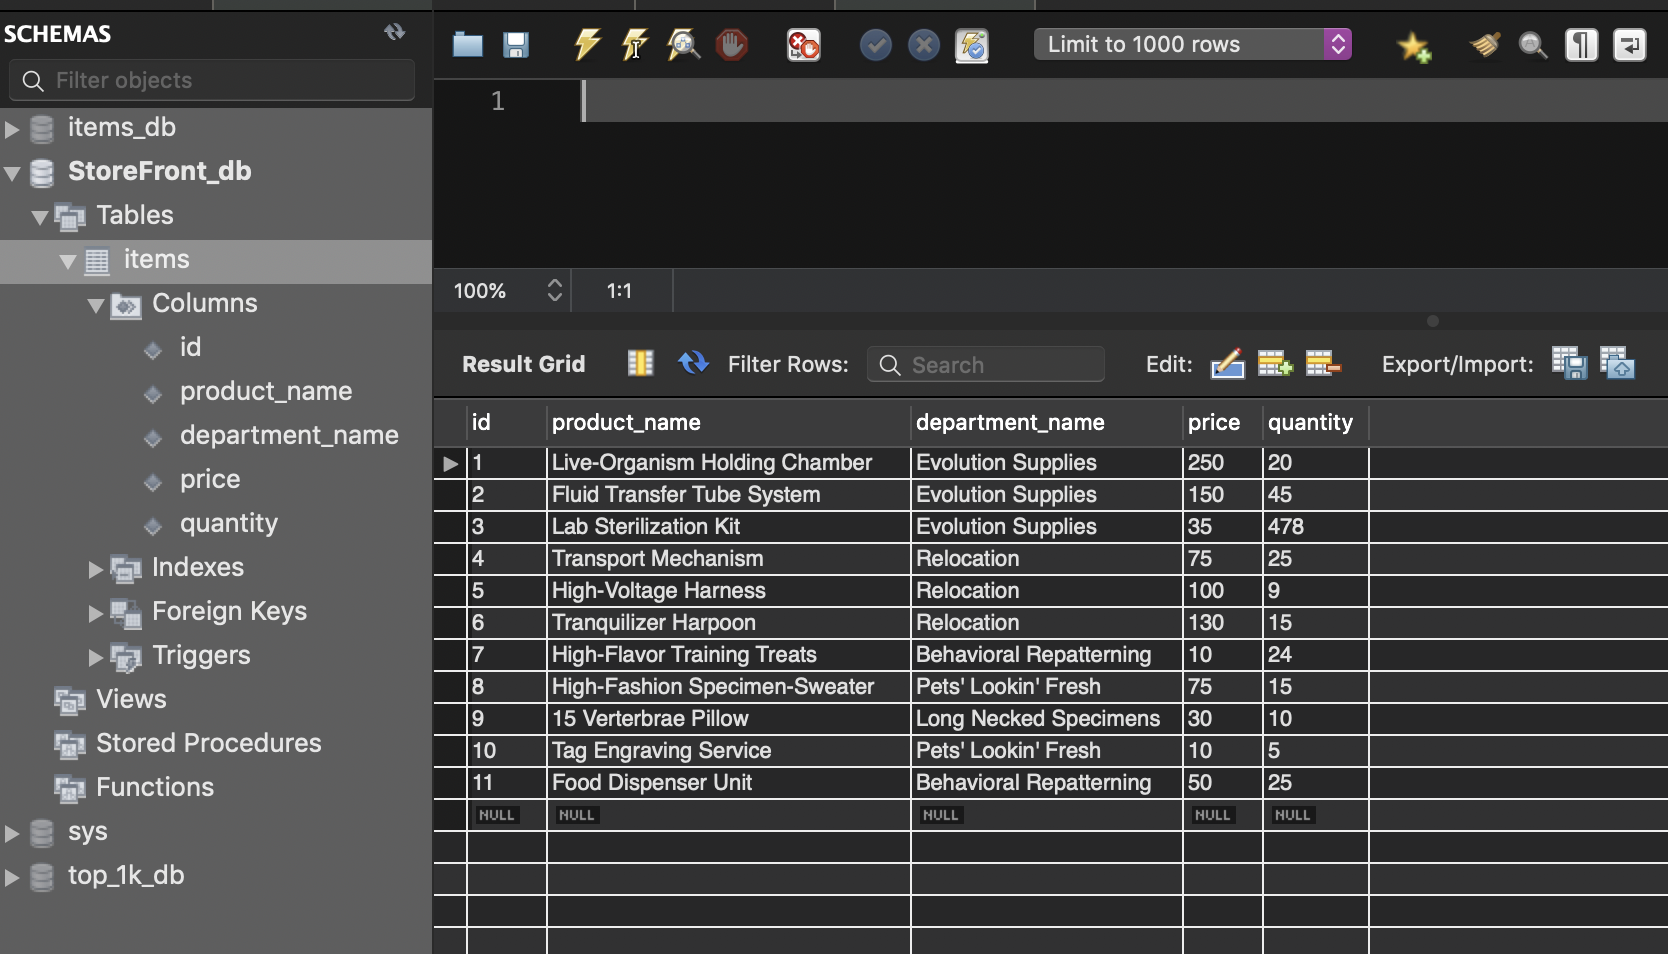 SCHEMAS
Filter objects
items_db
StoreFront_db
Tables
items
Columns
id
product_name
department_name
price
quantity
Indexes
Foreign Keys
Triggers
Views
Stored Procedures
Functions
sys
top_1k_db
Limit to 1000 rows
1
100% 1:1
Result Grid Filter Rows: Search Edit: Export/Import:
id product_name department_name price quantity
1 Live-Organism Holding Chamber Evolution Supplies 250 20
2 Fluid Transfer Tube System Evolution Supplies 150 45
3 Lab Sterilization Kit Evolution Supplies 35 478
4 Transport Mechanism Relocation 75 25
5 High-Voltage Harness Relocation 100 9
6 Tranquilizer Harpoon Relocation 130 15
7 High-Flavor Training Treats Behavioral Repatterning 10 24
8 High-Fashion Specimen-Sweater Pets' Lookin' Fresh 75 15
9 15 Verterbrae Pillow Long Necked Specimens 30 10
10 Tag Engraving Service Pets' Lookin' Fresh 10 5
11 Food Dispenser Unit Behavioral Repatterning 50 25
NULL NULL NULL NULL NULL